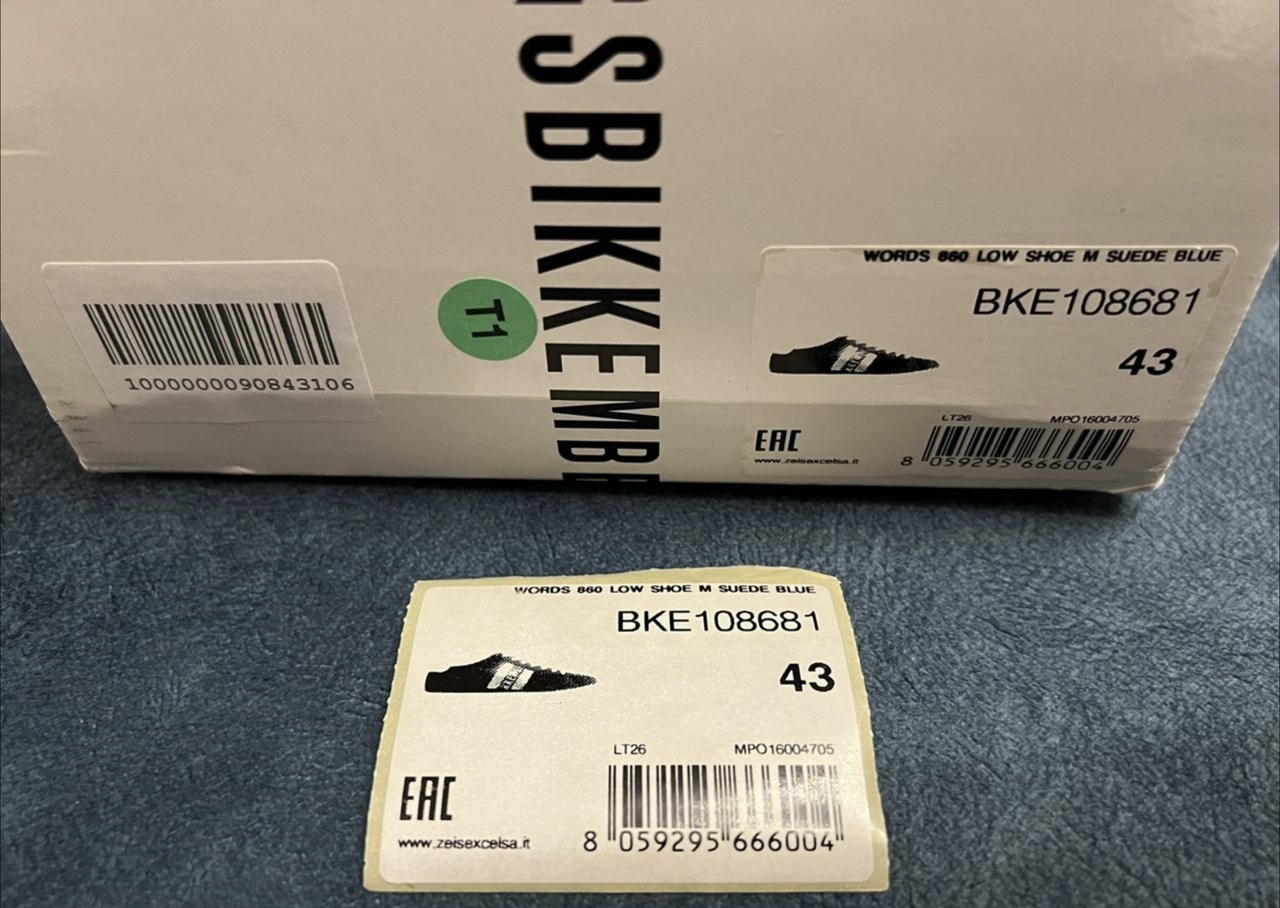 SBIKKEMB
1000000090843106
T1
WORDS 860 LOW SHOE M SUEDE BLUE
BKE108681
43
LT26 MPO16004705
EAC
www.zeisexcelsa.it
8 059295 666004
WORDS 860 LOW SHOE M SUEDE BLUE
BKE108681
43
LT26 MPO16004705
EAC
www.zeisexcelsa.it
8 059295 666004